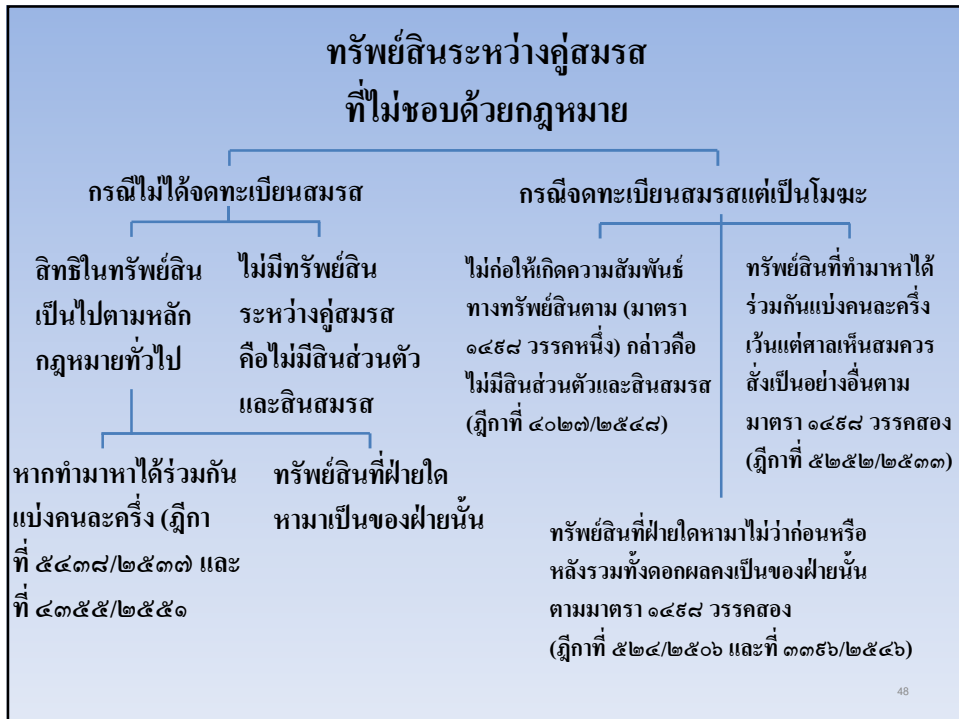 ทรัพย์สินระหว่างคู่สมรส
ที่ไม่ชอบด้วยกฎหมาย
กรณีไม่ได้จดทะเบียนสมรส
สิทธิในทรัพย์สิน
เป็นไปตามหลัก
กฎหมายทั่วไป
ไม่มีทรัพย์สิน
ระหว่างคู่สมรส
คือไม่มีสินส่วนตัว
และสินสมรส
หากทำมาหาได้ร่วมกัน
แบ่งคนละครึ่ง (ฎีกา
ที่ ๕๔๓๘/๒๕๓๗ และ
ที่ ๔๓๕๕/๒๕๕๑
ทรัพย์สินที่ฝ่ายใด
หามาเป็นของฝ่ายนั้น
กรณีจดทะเบียนสมรสแต่เป็นโมฆะ
ไม่ก่อให้เกิดความสัมพันธ์
ทางทรัพย์สินตาม (มาตรา
๑๔๙๘ วรรคหนึ่ง) กล่าวคือ
ไม่มีสินส่วนตัวและสินสมรส
(ฎีกาที่ ๔๐๒๗/๒๕๔๘)
ทรัพย์สินที่ทำมาหาได้
ร่วมกันแบ่งคนละครึ่ง
เว้นแต่ศาลเห็นสมควร
สั่งเป็นอย่างอื่นตาม
มาตรา ๑๔๙๘ วรรคสอง
(ฎีกาที่ ๕๒๕๒/๒๕๓๓)
ทรัพย์สินที่ฝ่ายใดหามาไม่ว่าก่อนหรือ
หลังรวมทั้งดอกผลคงเป็นของฝ่ายนั้น
ตามมาตรา ๑๔๙๘ วรรคสอง
(ฎีกาที่ ๕๒๔/๒๕๐๖ และที่ ๓๓๙๖/๒๕๔๖)
48